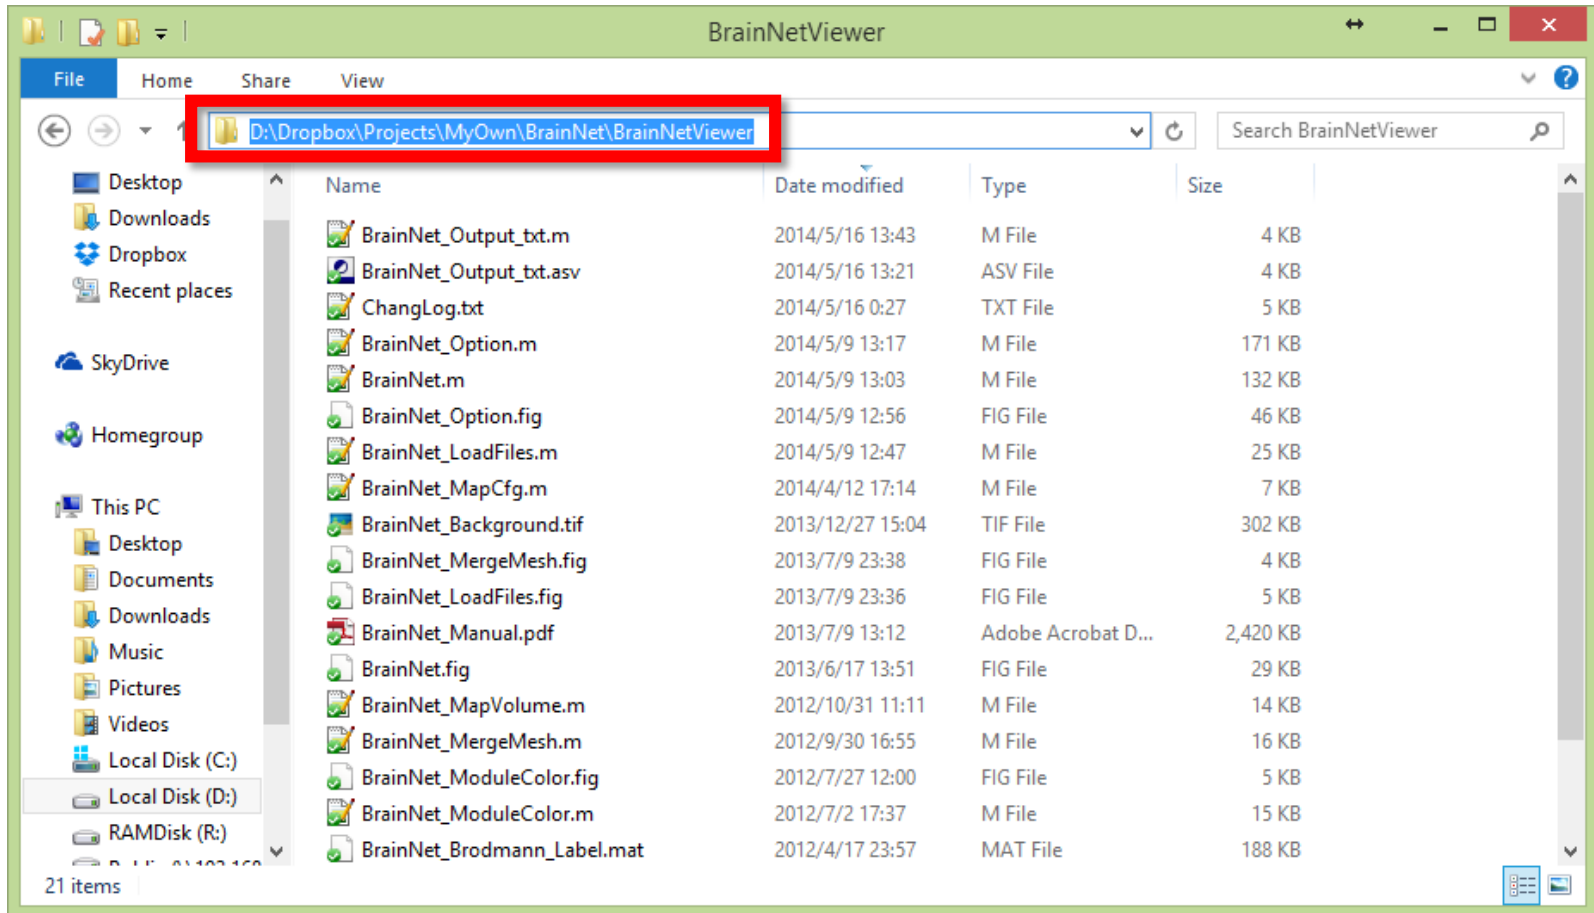 BrainNetViewer
File Home Share View
D:\Dropbox\Projects\MyOwn\BrainNet\BrainNetViewer
Search BrainNetViewer
Desktop
Downloads
Dropbox
Recent places
SkyDrive
Homegroup
This PC
Desktop
Documents
Downloads
Music
Pictures
Videos
Local Disk (C:)
Local Disk (D:)
RAMDisk (R:)
Name Date modified Type Size
BrainNet_Output_txt.m 2014/5/16 13:43 M File 4 KB
BrainNet_Output_txt.asv 2014/5/16 13:21 ASV File 4 KB
ChangLog.txt 2014/5/16 0:27 TXT File 5 KB
BrainNet_Option.m 2014/5/9 13:17 M File 171 KB
BrainNet.m 2014/5/9 13:03 M File 132 KB
BrainNet_Option.fig 2014/5/9 12:56 FIG File 46 KB
BrainNet_LoadFiles.m 2014/5/9 12:47 M File 25 KB
BrainNet_MapCfg.m 2014/4/12 17:14 M File 7 KB
BrainNet_Background.tif 2013/12/27 15:04 TIF File 302 KB
BrainNet_MergeMesh.fig 2013/7/9 23:38 FIG File 4 KB
BrainNet_LoadFiles.fig 2013/7/9 23:36 FIG File 5 KB
BrainNet_Manual.pdf 2013/7/9 13:12 Adobe Acrobat D... 2,420 KB
BrainNet.fig 2013/6/17 13:51 FIG File 29 KB
BrainNet_MapVolume.m 2012/10/31 11:11 M File 14 KB
BrainNet_MergeMesh.m 2012/9/30 16:55 M File 16 KB
BrainNet_ModuleColor.fig 2012/7/27 12:00 FIG File 5 KB
BrainNet_ModuleColor.m 2012/7/2 17:37 M File 15 KB
BrainNet_Brodmann_Label.mat 2012/4/17 23:57 MAT File 188 KB
21 items